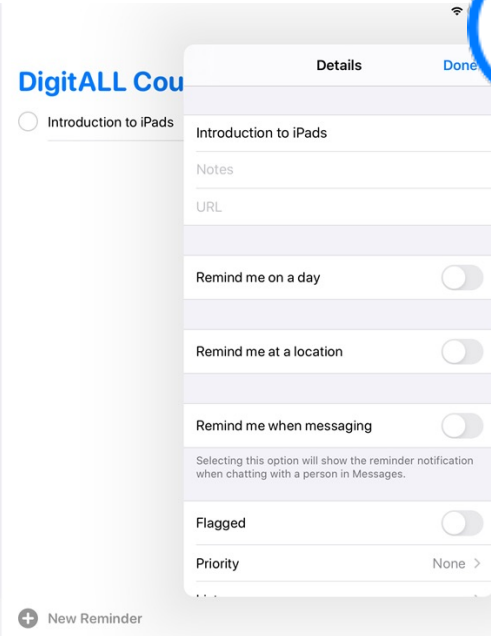 Details
Done
DigitALL Cou
Introduction to iPads
Introduction to iPads
Notes
URL
Remind me on a day
Remind me at a location
Remind me when messaging
Selecting this option will show the reminder notification
when chatting with a person in Messages.
Flagged
Priority None
New Reminder